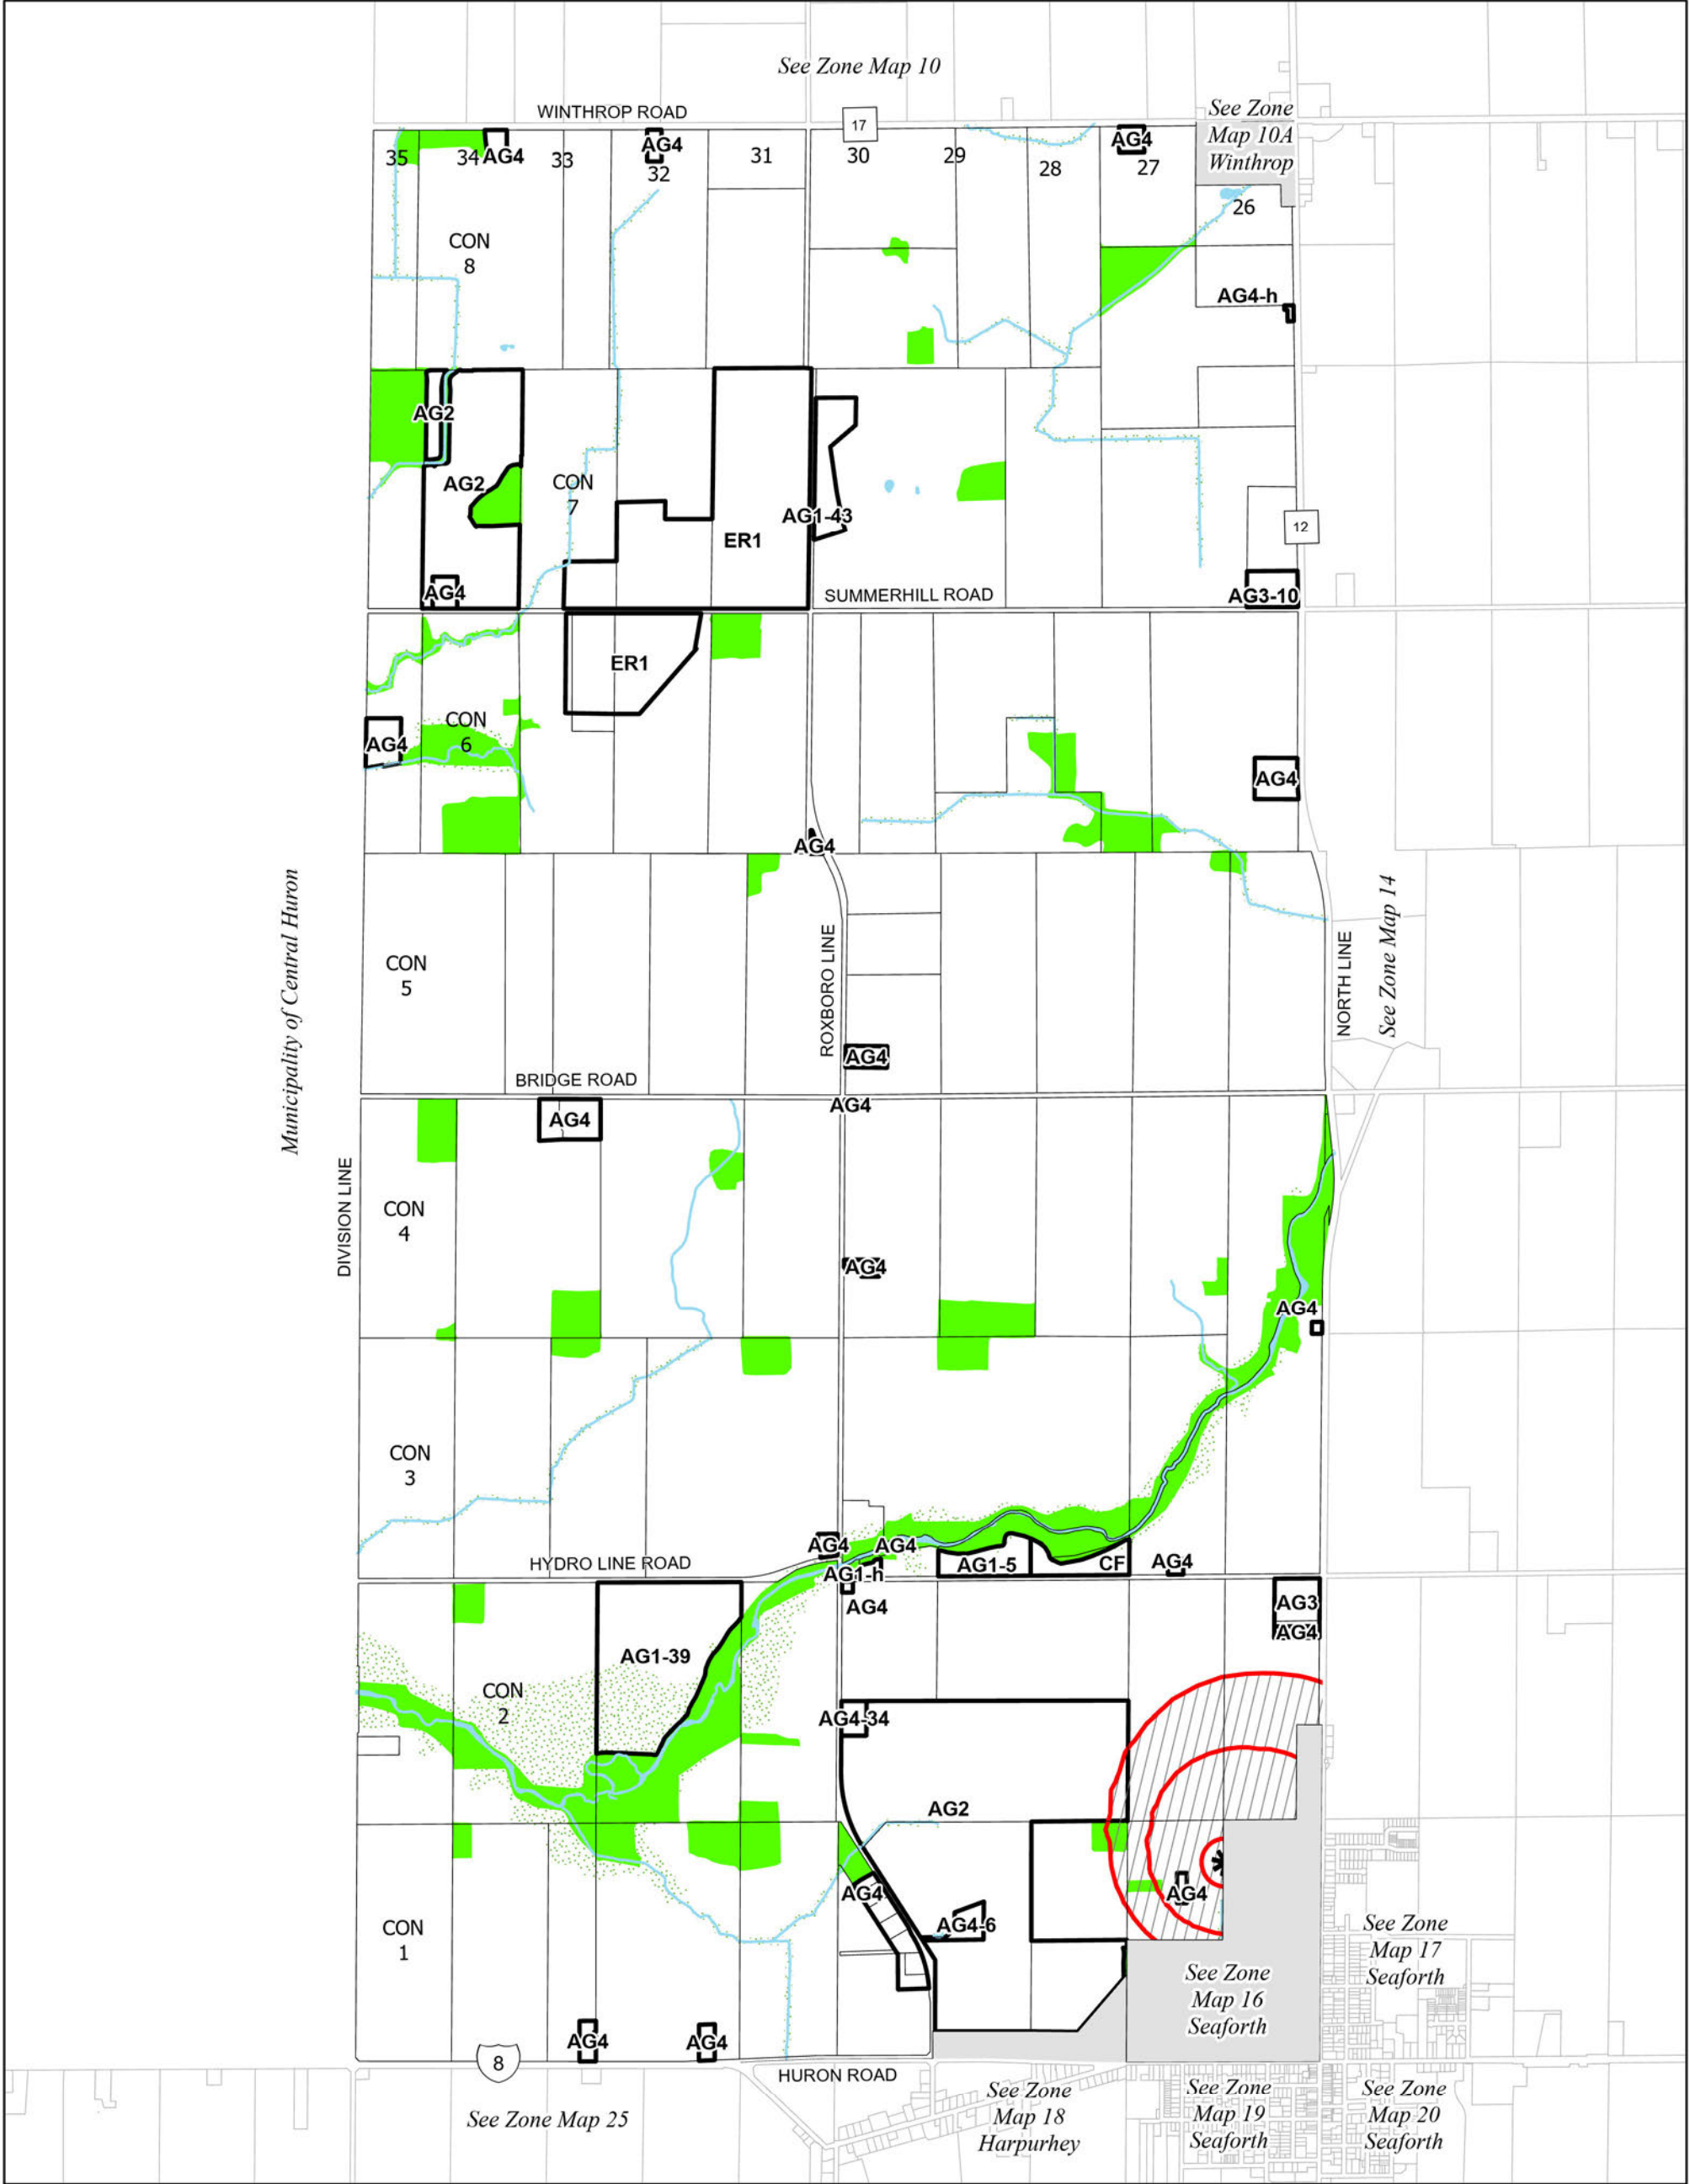 See Zone Map 10
WINTHROP ROAD
17
See Zone
Map 10A
Winthrop
35
34
AG4
33
AG4
32
31
30
29
28
AG4
27
26
CON
8
AG4-h
AG2
AG2
CON
7
AG1-43
ER1
12
AG4
SUMMERHILL ROAD
AG3-10
ER1
CON
6
AG4
AG4
AG4
Municipality of Central Huron
CON
5
ROXBORO LINE
NORTH LINE
See Zone Map 14
AG4
BRIDGE ROAD
AG4
AG4
DIVISION LINE
CON
4
AG4
AG4
CON
3
HYDRO LINE ROAD
AG4
AG4
AG1-h
AG1-5
CF
AG4
AG4
AG3
AG4
AG1-39
CON
2
AG4-34
AG2
AG4
AG4
AG4-6
CON
1
See Zone
Map 17
Seaforth
See Zone
Map 16
Seaforth
AG4
AG4
8
HURON ROAD
See Zone Map 25
See Zone
Map 18
Harpurhey
See Zone
Map 19
Seaforth
See Zone
Map 20
Seaforth